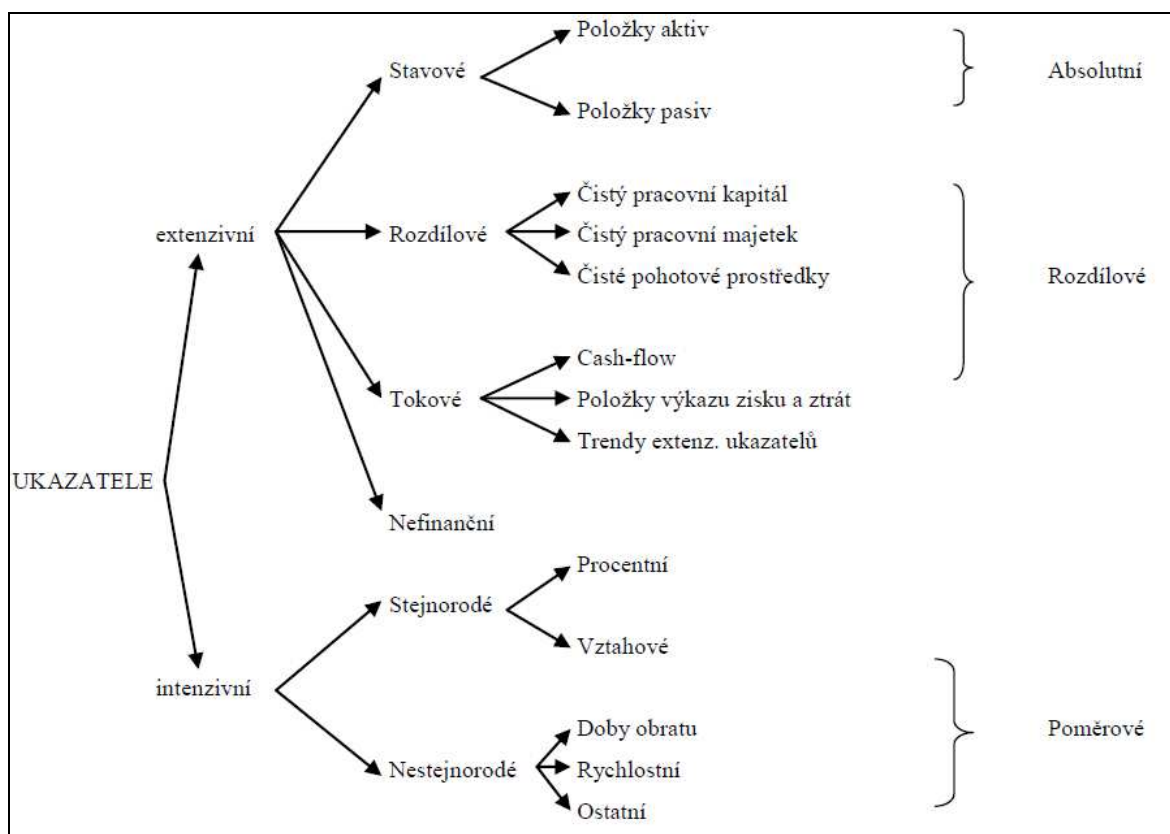 Položky aktiv
Stavové
Absolutní
Položky pasiv
Čistý pracovní kapitál
extenzivní
Rozdílové
Čistý pracovní majetek
Čisté pohotové prostředky
Rozdílové
Cash-flow
Tokové
Položky výkazu zisku a ztrát
Trendy extenz. ukazatelů
UKAZATELE
Nefinanční
Procentní
Stejnorodé
Vztahové
intenzivní
Doby obratu
Poměrové
Nestejnorodé
Rychlostní
Ostatní